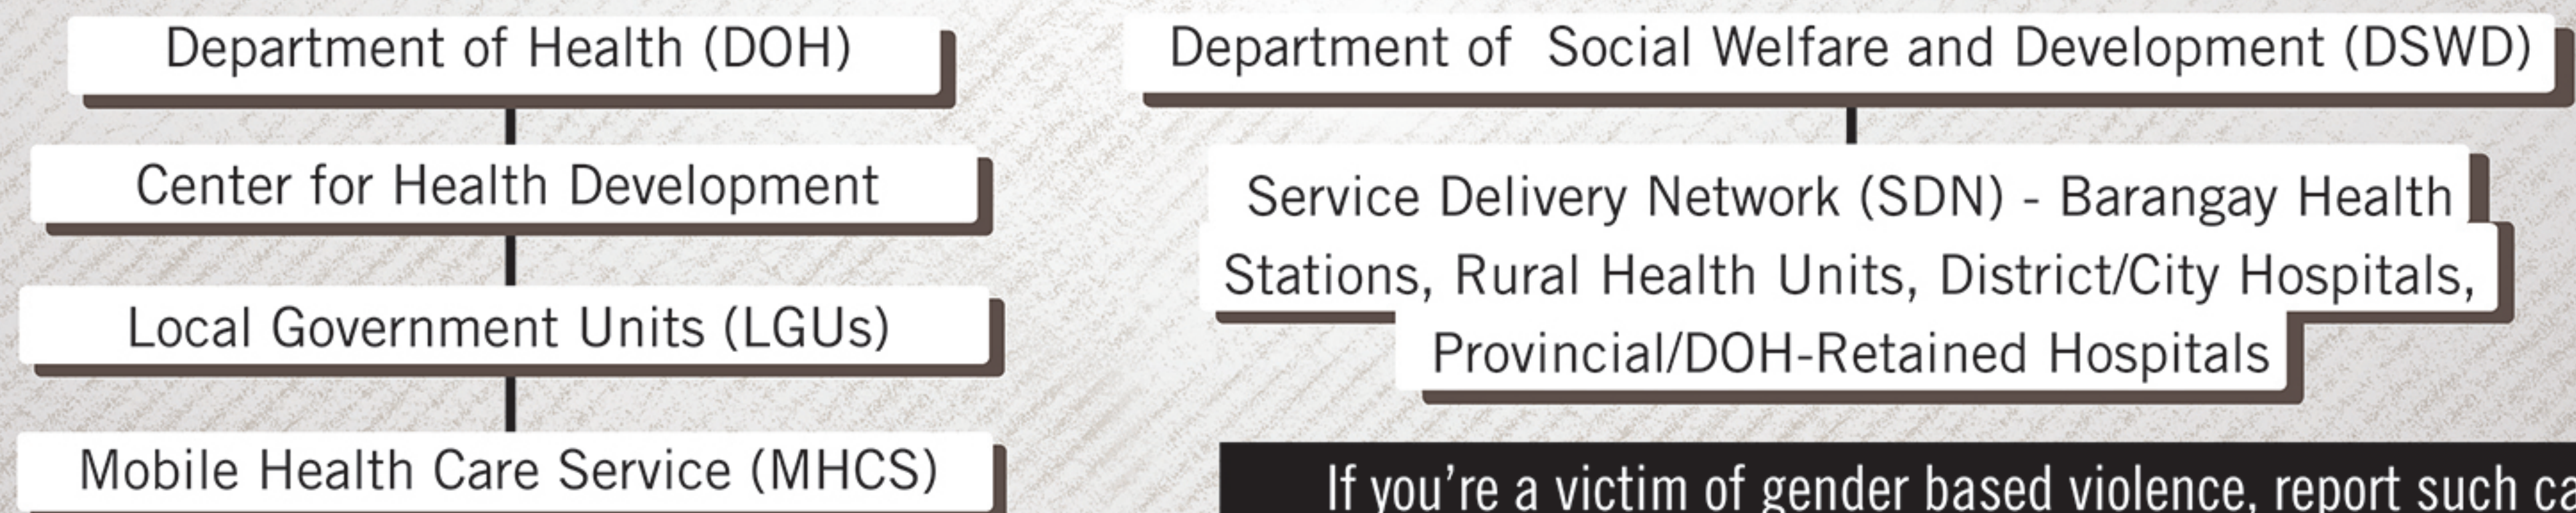 Department of Health (DOH)
Center for Health Development
Local Government Units (LGUs)
Mobile Health Care Service (MHCS)
Department of Social Welfare and Development (DSWD)
Service Delivery Network (SDN) - Barangay Health
Stations, Rural Health Units, District/City Hospitals,
Provincial/DOH-Retained Hospitals
If you're a victim of gender based violence, report such